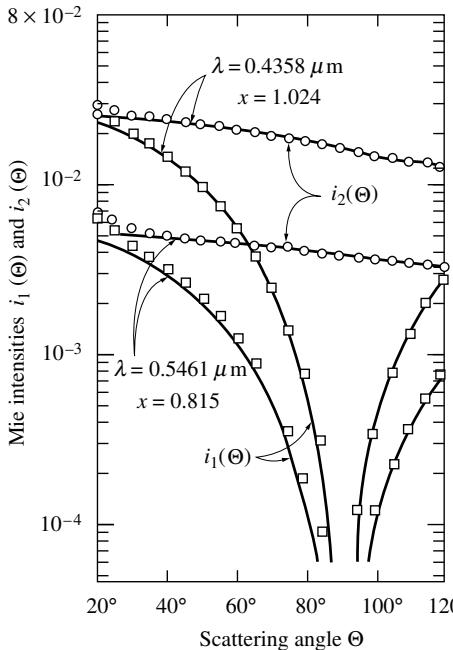 8 × 10⁻²
λ = 0.4358 μm
x = 1.024
10⁻²
i₂(Θ)
Mie intensities i₁ (Θ) and i₂ (Θ)
10⁻³
λ = 0.5461 μm
x = 0.815
i₁(Θ)
10⁻⁴
20° 40° 60° 80° 100° 120
Scattering angle Θ